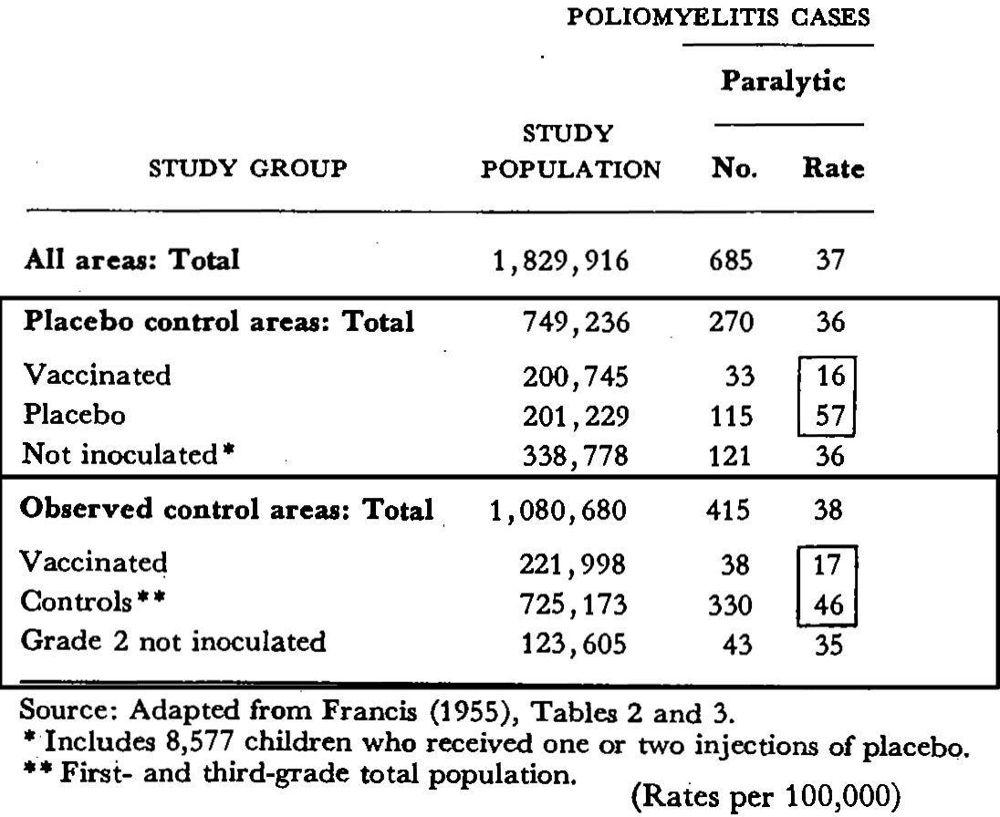 POLIOMYELITIS CASES
Paralytic
STUDY GROUP STUDY POPULATION No. Rate
All areas: Total 1,829,916 685 37
Placebo control areas: Total 749,236 270 36
Vaccinated 200,745 33 16
Placebo 201,229 115 57
Not inoculated* 338,778 121 36
Observed control areas: Total 1,080,680 415 38
Vaccinated 221,998 38 17
Controls** 725,173 330 46
Grade 2 not inoculated 123,605 43 35
Source: Adapted from Francis (1955), Tables 2 and 3.
* Includes 8,577 children who received one or two injections of placebo.
** First- and third-grade total population.
(Rates per 100,000)